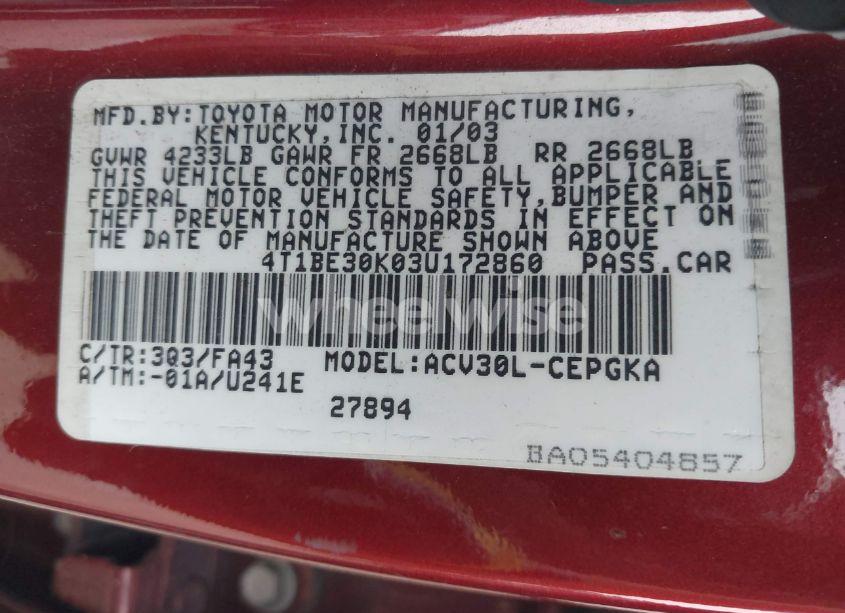 MFD.BY:TOYOTA MOTOR MANUFACTURING,
KENTUCKY,INC. 01/03
GVWR 4233LB GAWR FR 2668LB RR 2668LB
THIS VEHICLE CONFORMS TO ALL APPLICABLE
FEDERAL MOTOR VEHICLE SAFETY,BUMPER AND
THEFT PREVENTION STANDARDS IN EFFECT ON
THE DATE OF MANUFACTURE SHOWN ABOVE
4T1BE30K03U172860 PASS.CAR
wheelwise
C/TR:3Q3/FA43 MODEL:ACV30L-CEPGKA
A/TM:-01A/U241E
27894
BA05404857